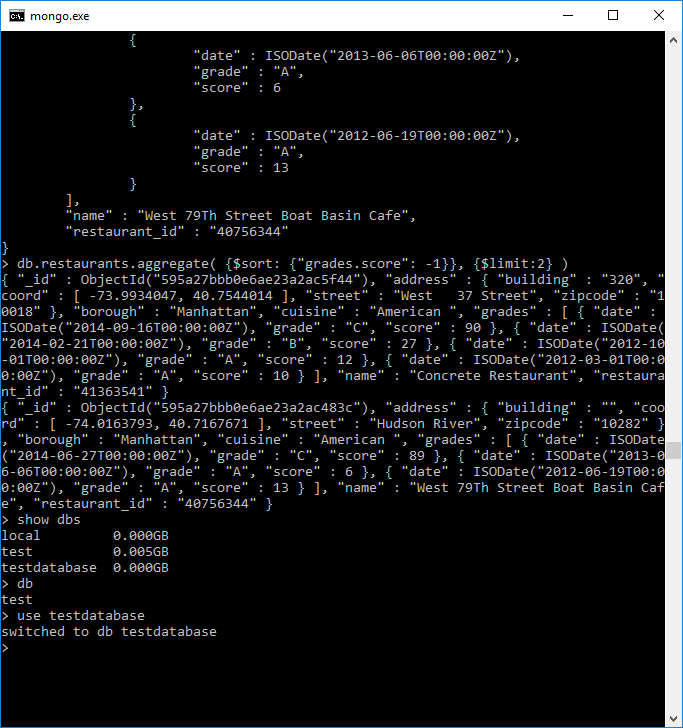 mongo.exe
{
"date" : ISODate("2013-06-06T00:00:00Z"),
"grade" : "A",
"score" : 6
},
{
"date" : ISODate("2012-06-19T00:00:00Z"),
"grade" : "A",
"score" : 13
}
],
"name" : "West 79Th Street Boat Basin Cafe",
"restaurant_id" : "40756344"
}
> db.restaurants.aggregate( {$sort: {"grades.score": -1}}, {$limit:2} )
{ "_id" : ObjectId("595a27bbb0e6ae23a2ac5f44"), "address" : { "building" : "320", "
coord" : [ -73.9934047, 40.7544014 ], "street" : "West   37 Street", "zipcode" : "1
0018" }, "borough" : "Manhattan", "cuisine" : "American ", "grades" : [ { "date" :
ISODate("2014-09-16T00:00:00Z"), "grade" : "C", "score" : 90 }, { "date" : ISODate(
"2014-02-21T00:00:00Z"), "grade" : "B", "score" : 27 }, { "date" : ISODate("2012-10
-01T00:00:00Z"), "grade" : "A", "score" : 12 }, { "date" : ISODate("2012-03-01T00:0
0:00Z"), "grade" : "A", "score" : 10 } ], "name" : "Concrete Restaurant", "restaura
nt_id" : "41363541" }
{ "_id" : ObjectId("595a27bbb0e6ae23a2ac483c"), "address" : { "building" : "", "coo
rd" : [ -74.0163793, 40.7167671 ], "street" : "Hudson River", "zipcode" : "10282" }
, "borough" : "Manhattan", "cuisine" : "American ", "grades" : [ { "date" : ISODate
("2014-06-27T00:00:00Z"), "grade" : "C", "score" : 89 }, { "date" : ISODate("2013-0
6-06T00:00:00Z"), "grade" : "A", "score" : 6 }, { "date" : ISODate("2012-06-19T00:0
0:00Z"), "grade" : "A", "score" : 13 } ], "name" : "West 79Th Street Boat Basin Caf
e", "restaurant_id" : "40756344" }
> show dbs
local         0.000GB
test          0.005GB
testdatabase  0.000GB
> db
test
> use testdatabase
switched to db testdatabase
>